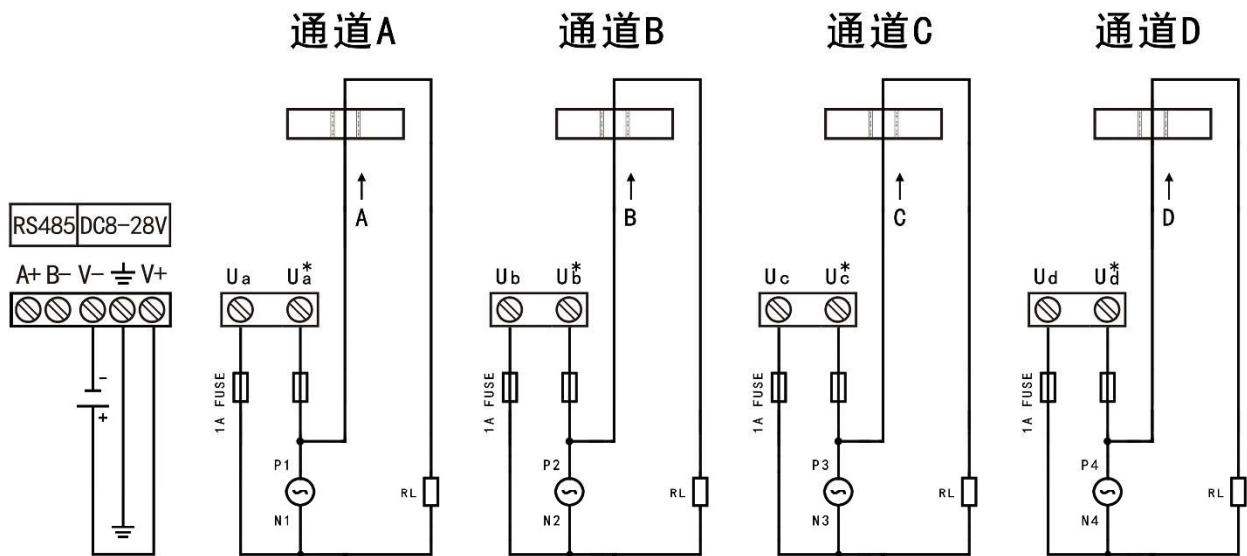 通道A
通道B
通道C
通道D
RS485 DC8-28V
A+ B- V- V+
-
+
A
Ua Ua*
1A FUSE
P1
N1
RL
B
Ub Ub*
1A FUSE
P2
N2
RL
C
Uc Uc*
1A FUSE
P3
N3
RL
D
Ud Ud*
1A FUSE
P4
N4
RL